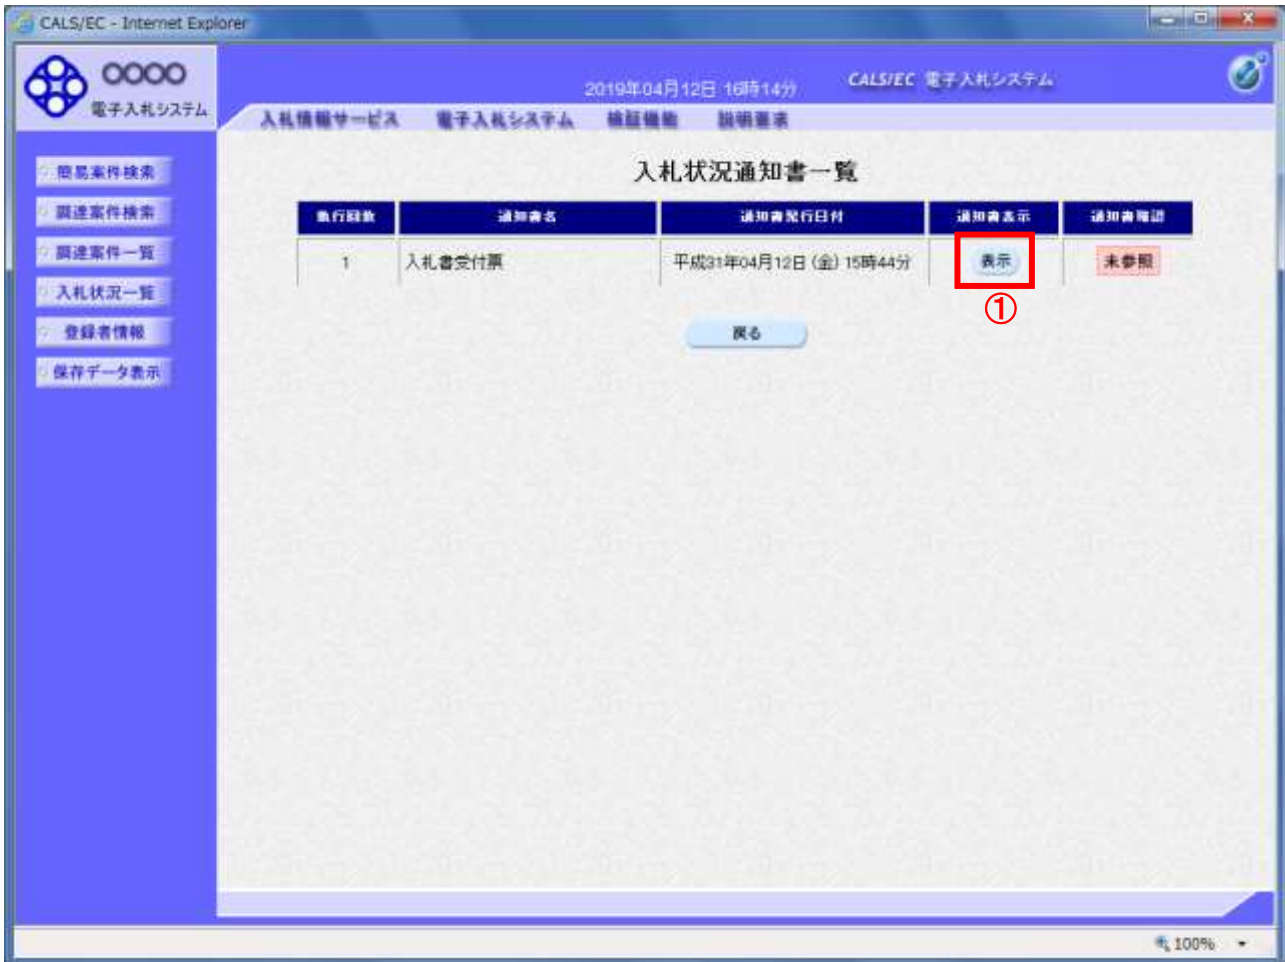 CALS/EC - Internet Explorer
○○○○
電子入札システム
2019年04月12日 16時14分
CALS/EC 電子入札システム
入札情報サービス 電子入札システム 検証機能 説明要求
簡易案件検索
調達案件検索
調達案件一覧
入札状況一覧
登録者情報
保存データ表示
入札状況通知書一覧
執行回数 通知書名 通知書発行日付 通知書表示 通知書確認
1 入札書受付票 平成31年04月12日(金) 15時44分 表示 未参照
①
戻る
100%